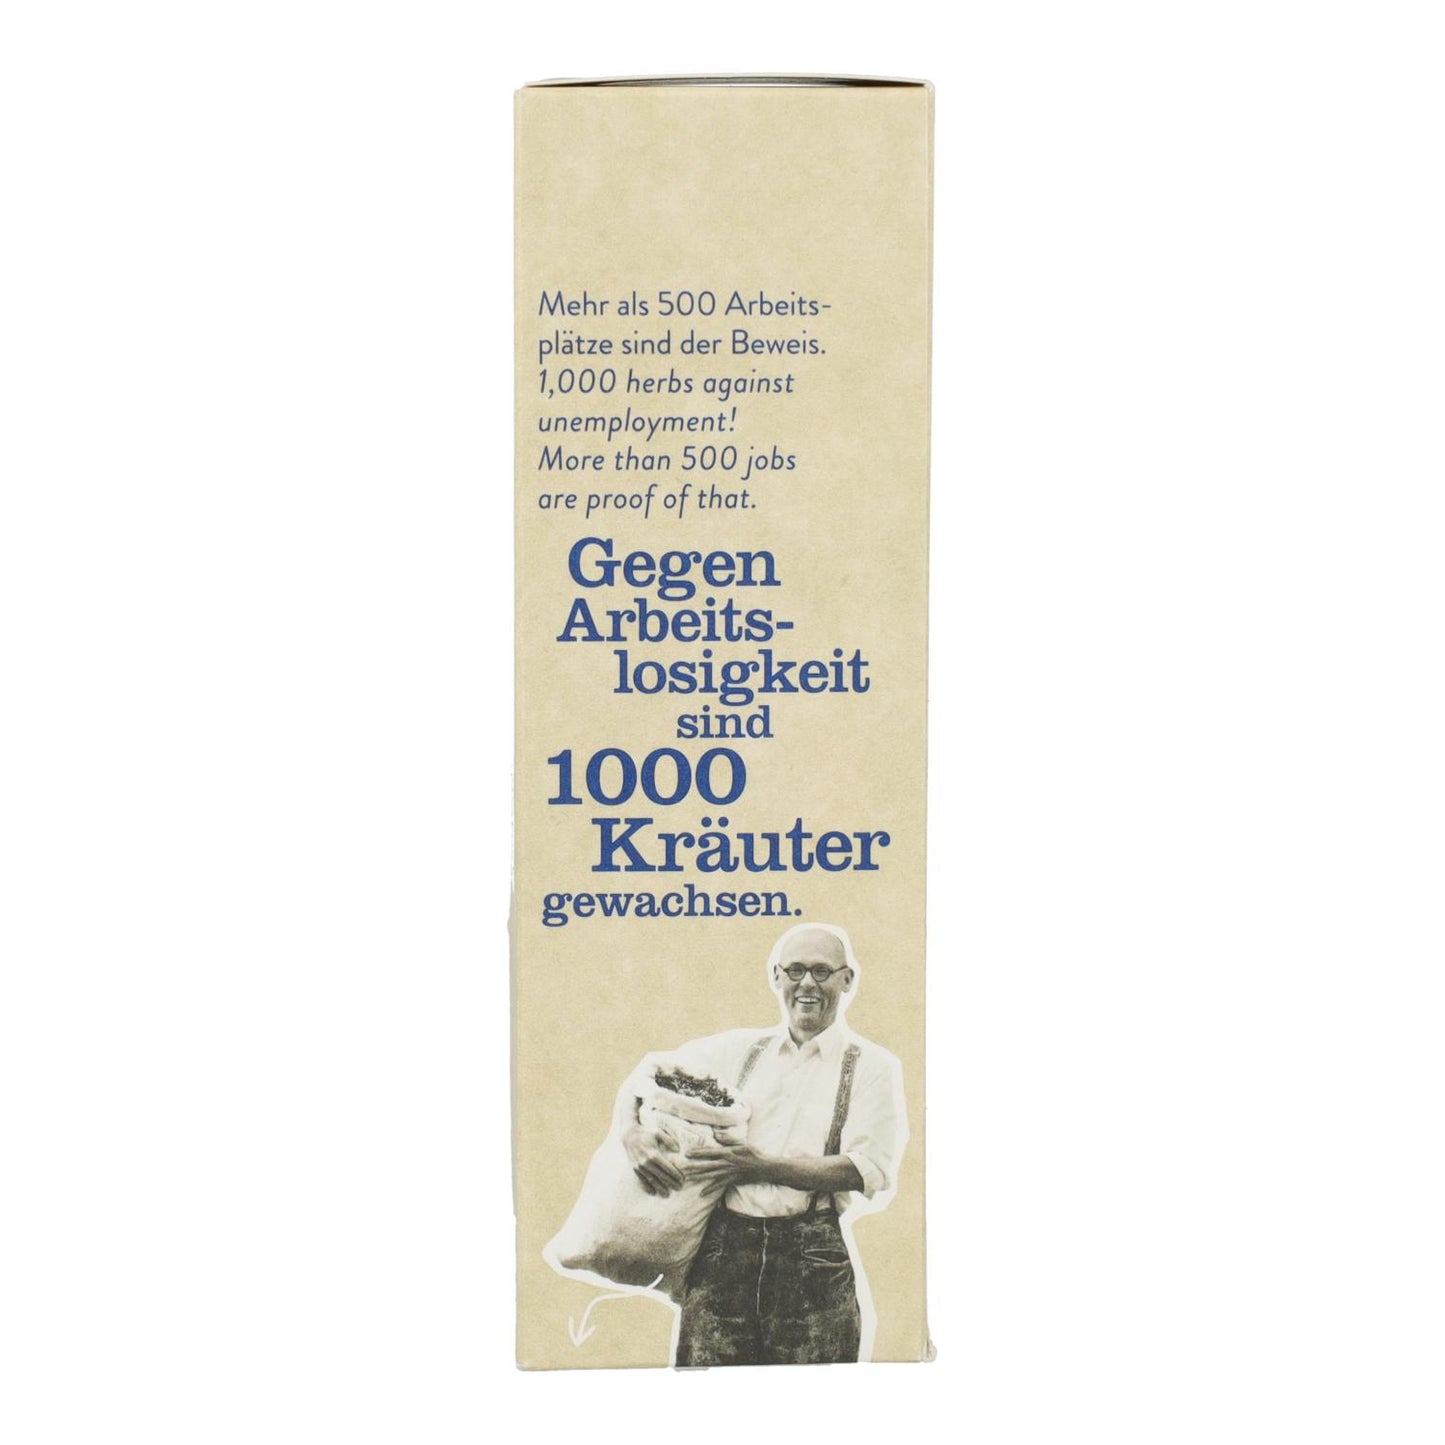 Mehr als 500 Arbeits-
plätze sind der Beweis.
1,000 herbs against
unemployment!
More than 500 jobs
are proof of that.
Gegen
Arbeits-
losigkeit
sind
1000
Kräuter
gewachsen.